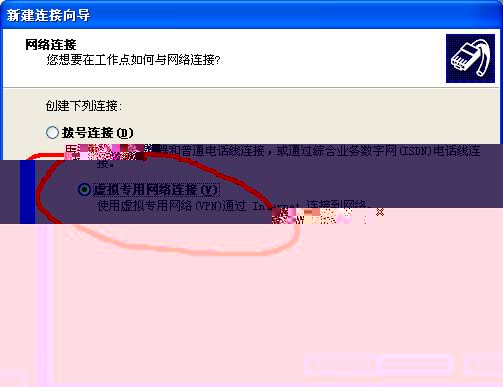 新建连接向导
网络连接
您想要在工作点如何与网络连接?
创建下列连接:
拨号连接(D)
和普通电话线连接，或通过综合业务数字网(ISDN)电话线连
接。
虚拟专用网络连接(V)
使用虚拟专用网络(VPN)通过 Internet 连接到网络。